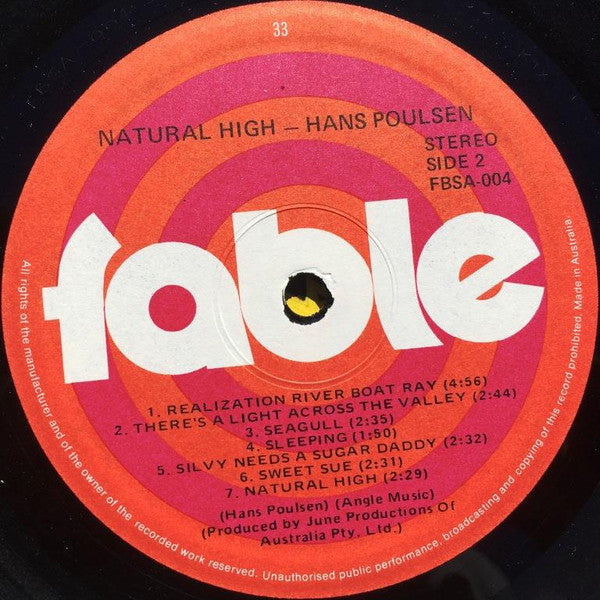 33
NATURAL HIGH – HANS POULSEN
STEREO
SIDE 2
FBSA-004
fable
1. REALIZATION RIVER BOAT RAY (4:56)
2. THERE'S A LIGHT ACROSS THE VALLEY (2:44)
3. SEAGULL (2:35)
4. SLEEPING (1:50)
5. SILVY NEEDS A SUGAR DADDY (2:32)
6. SWEET SUE (2:31)
7. NATURAL HIGH (2:29)
(Hans Poulsen) (Angle Music)
(Produced by June Productions Of
Australia Pty. Ltd.)
All rights of the manufacturer and of the owner of the recorded work reserved. Unauthorised public performance, broadcasting and copying of this record prohibited. Made in Australia.